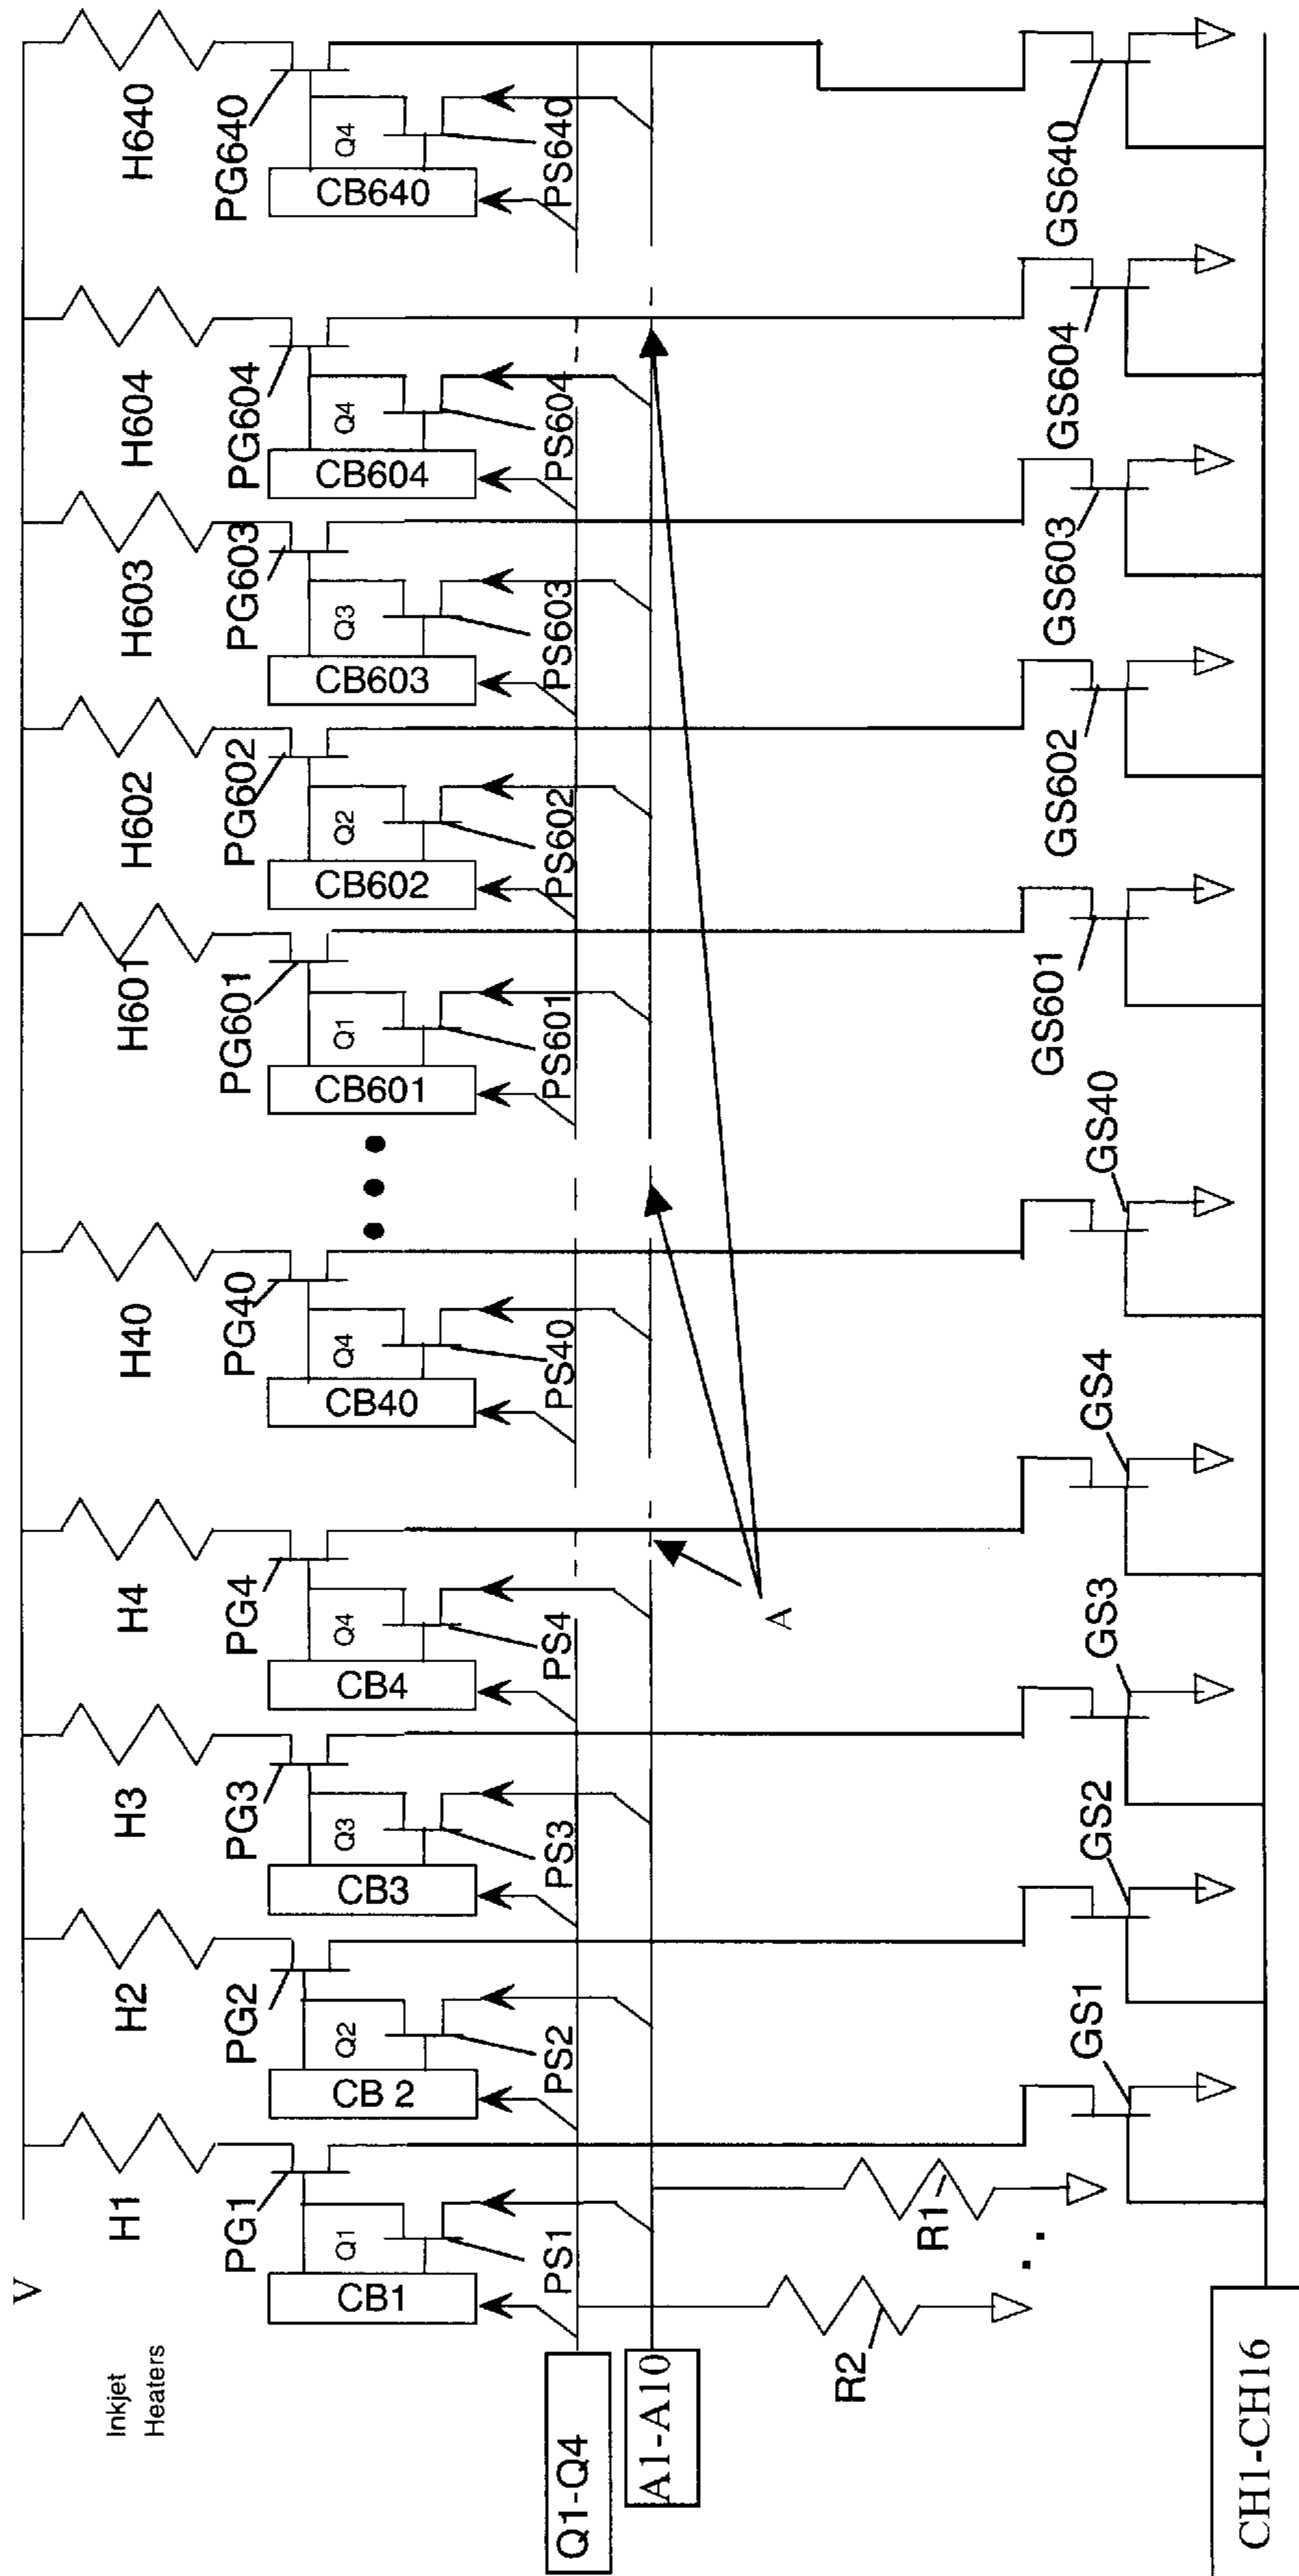 V
Inkjet
Heaters
H1
H2
H3
H4
H40
H601
H602
H603
H604
H640
PG1
PG2
PG3
PG4
PG40
PG601
PG602
PG603
PG604
PG640
Q1
Q2
Q3
Q4
Q4
Q1
Q2
Q3
Q4
Q4
CB1
CB 2
CB3
CB4
CB40
CB601
CB602
CB603
CB604
CB640
PS1
PS2
PS3
PS4
PS40
PS601
PS602
PS603
PS604
PS640
Q1-Q4
A1-A10
A
R2
R1
GS1
GS2
GS3
GS4
GS40
GS601
GS602
GS603
GS604
GS640
CH1-CH16